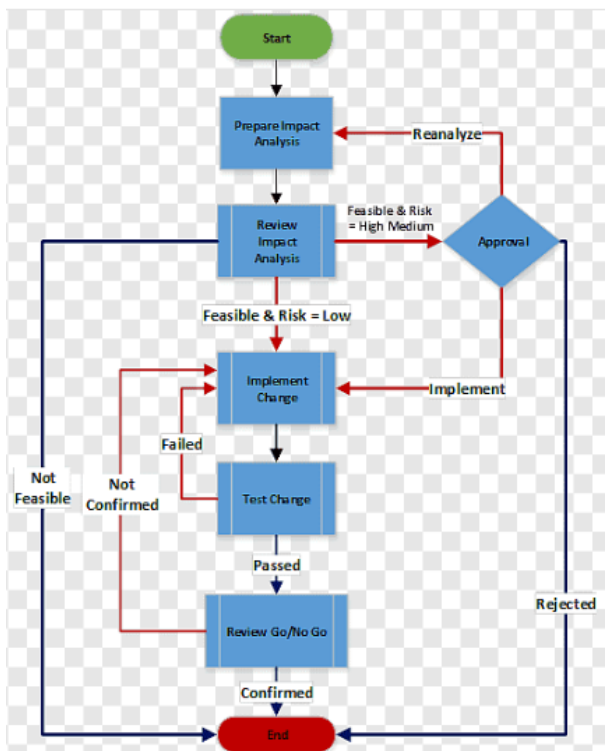 Start
Prepare Impact
Analysis
Reanalyze
Review
Impact
Analysis
Feasible & Risk
= High Medium
Approval
Feasible & Risk = Low
Implement
Change
Implement
Failed
Not
Feasible
Not
Confirmed
Test Change
Passed
Rejected
Review Go/No Go
Confirmed
End